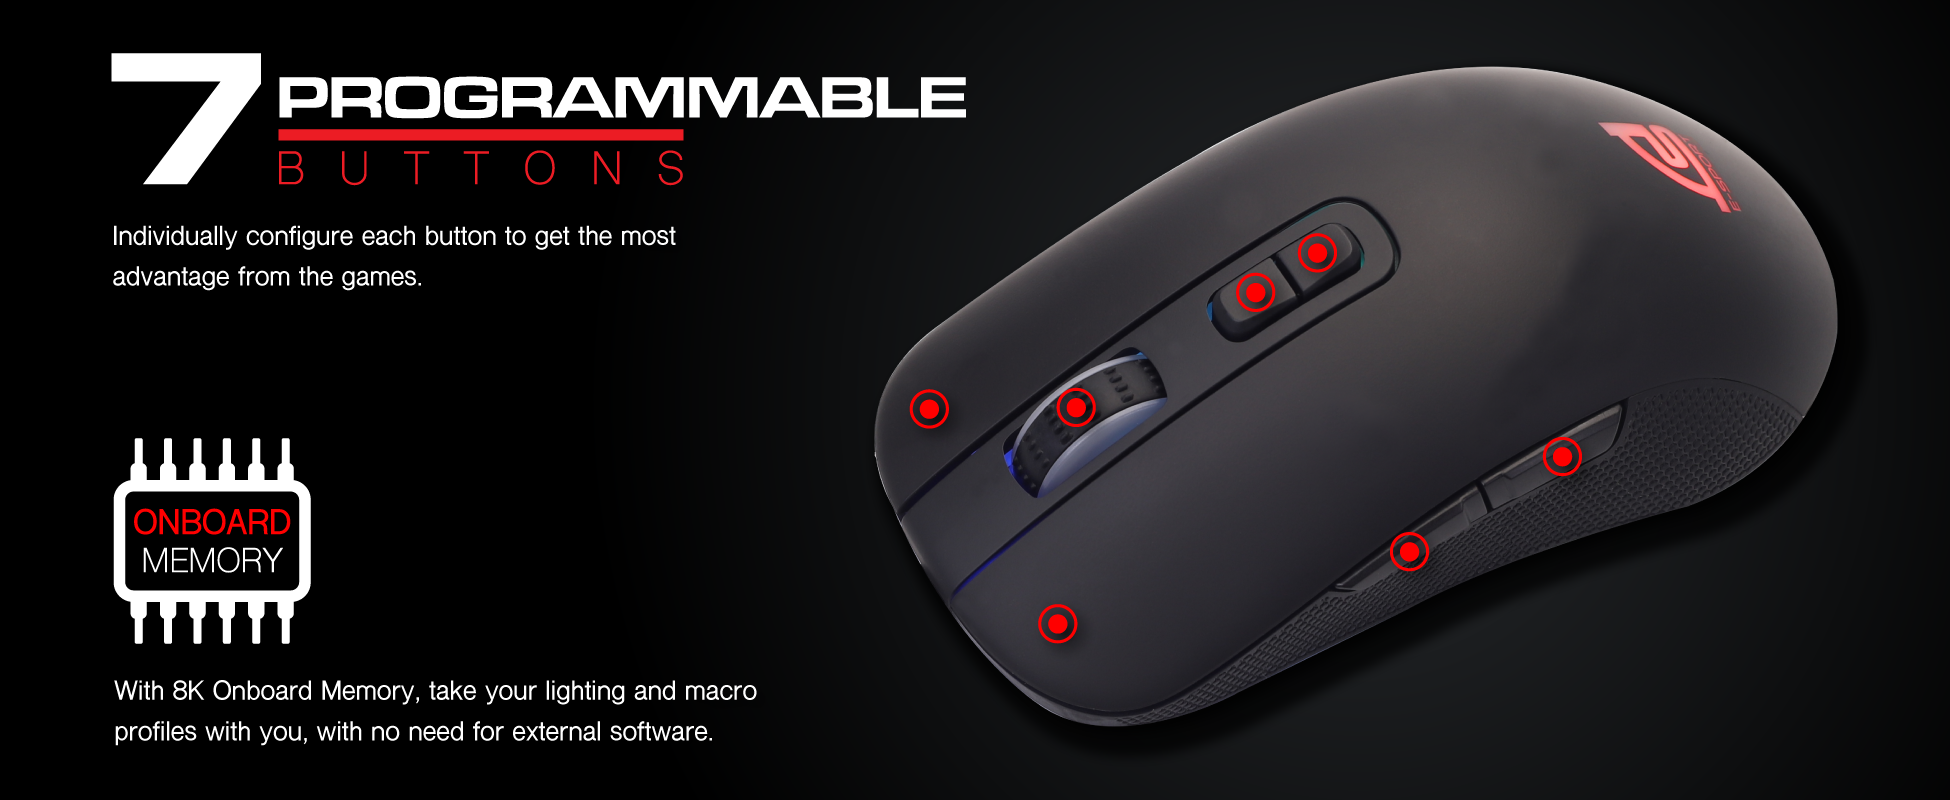 7 PROGRAMMABLE
BUTTONS
Individually configure each button to get the most
advantage from the games.
ONBOARD
MEMORY
With 8K Onboard Memory, take your lighting and macro
profiles with you, with no need for external software.
E-SPORT